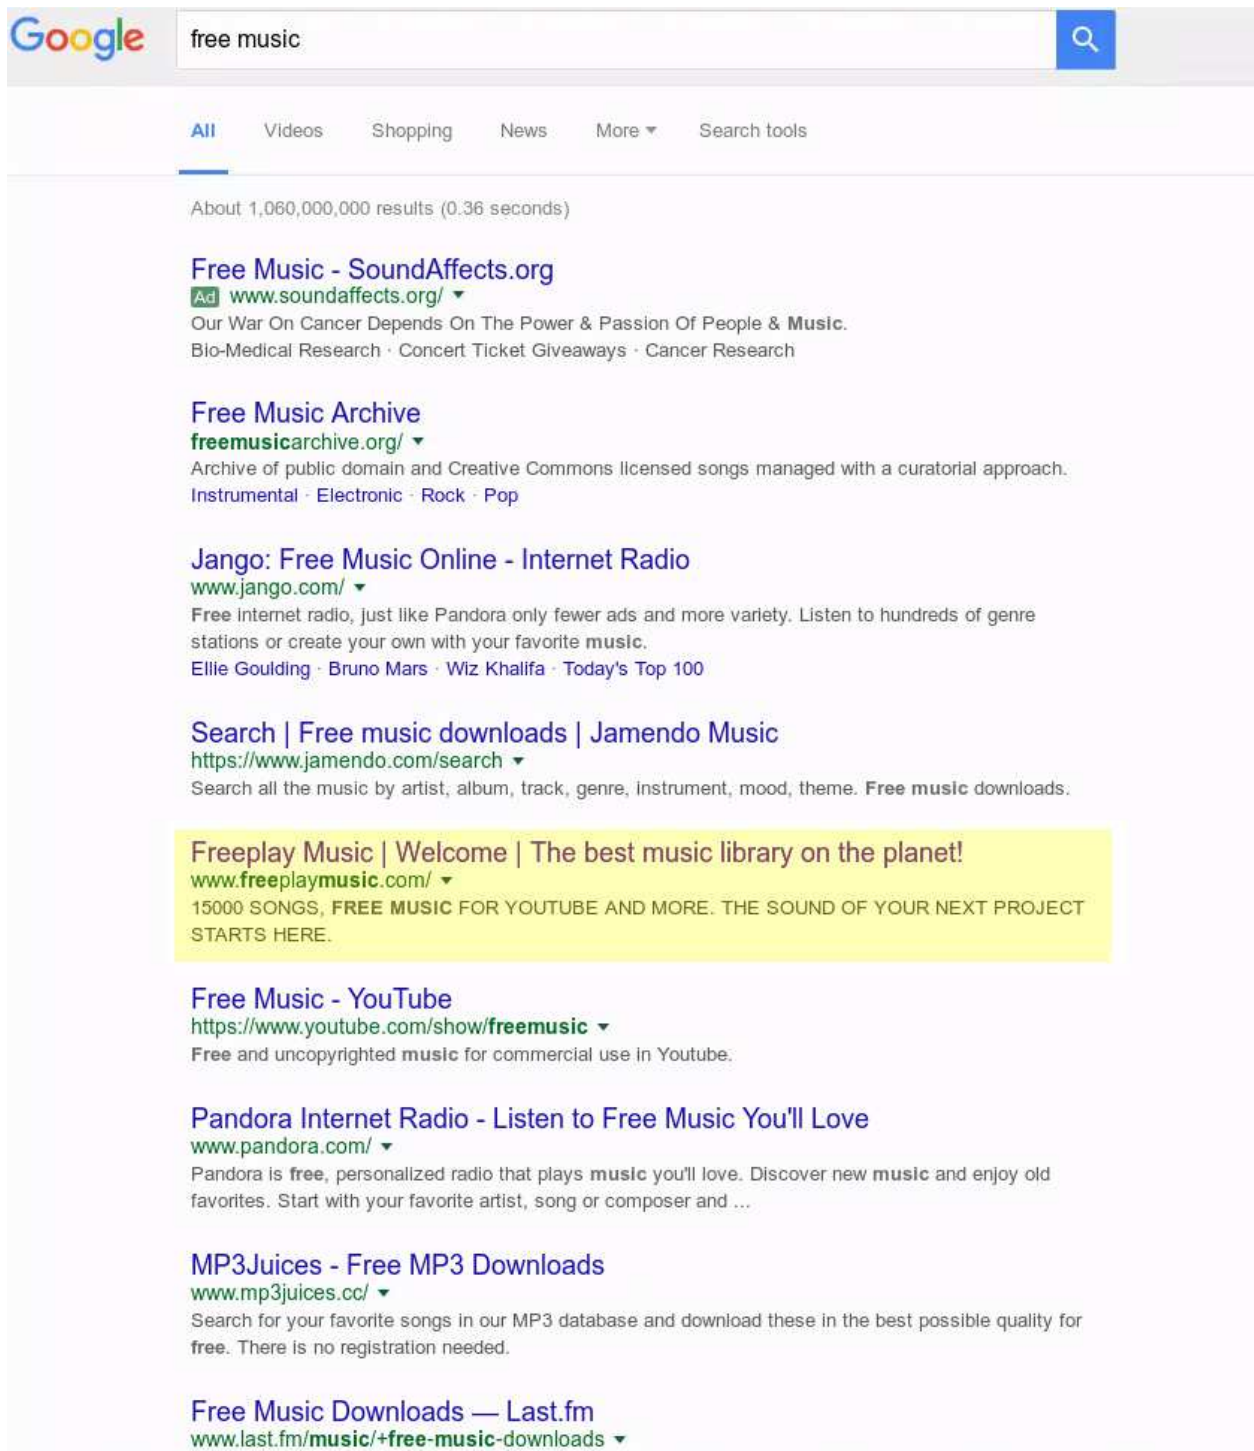 Google
free music
All Videos Shopping News More Search tools
About 1,060,000,000 results (0.36 seconds)
Free Music - SoundAffects.org
Ad www.soundaffects.org/
Our War On Cancer Depends On The Power & Passion Of People & Music.
Bio-Medical Research · Concert Ticket Giveaways · Cancer Research
Free Music Archive
freemusicarchive.org/
Archive of public domain and Creative Commons licensed songs managed with a curatorial approach.
Instrumental · Electronic · Rock · Pop
Jango: Free Music Online - Internet Radio
www.jango.com/
Free internet radio, just like Pandora only fewer ads and more variety. Listen to hundreds of genre
stations or create your own with your favorite music.
Ellie Goulding · Bruno Mars · Wiz Khalifa · Today's Top 100
Search | Free music downloads | Jamendo Music
https://www.jamendo.com/search
Search all the music by artist, album, track, genre, instrument, mood, theme. Free music downloads.
Freeplay Music | Welcome | The best music library on the planet!
www.freeplaymusic.com/
15000 SONGS, FREE MUSIC FOR YOUTUBE AND MORE. THE SOUND OF YOUR NEXT PROJECT
STARTS HERE.
Free Music - YouTube
https://www.youtube.com/show/freemusic
Free and uncopyrighted music for commercial use in Youtube.
Pandora Internet Radio - Listen to Free Music You'll Love
www.pandora.com/
Pandora is free, personalized radio that plays music you'll love. Discover new music and enjoy old
favorites. Start with your favorite artist, song or composer and ...
MP3Juices - Free MP3 Downloads
www.mp3juices.cc/
Search for your favorite songs in our MP3 database and download these in the best possible quality for
free. There is no registration needed.
Free Music Downloads — Last.fm
www.last.fm/music/+free-music-downloads